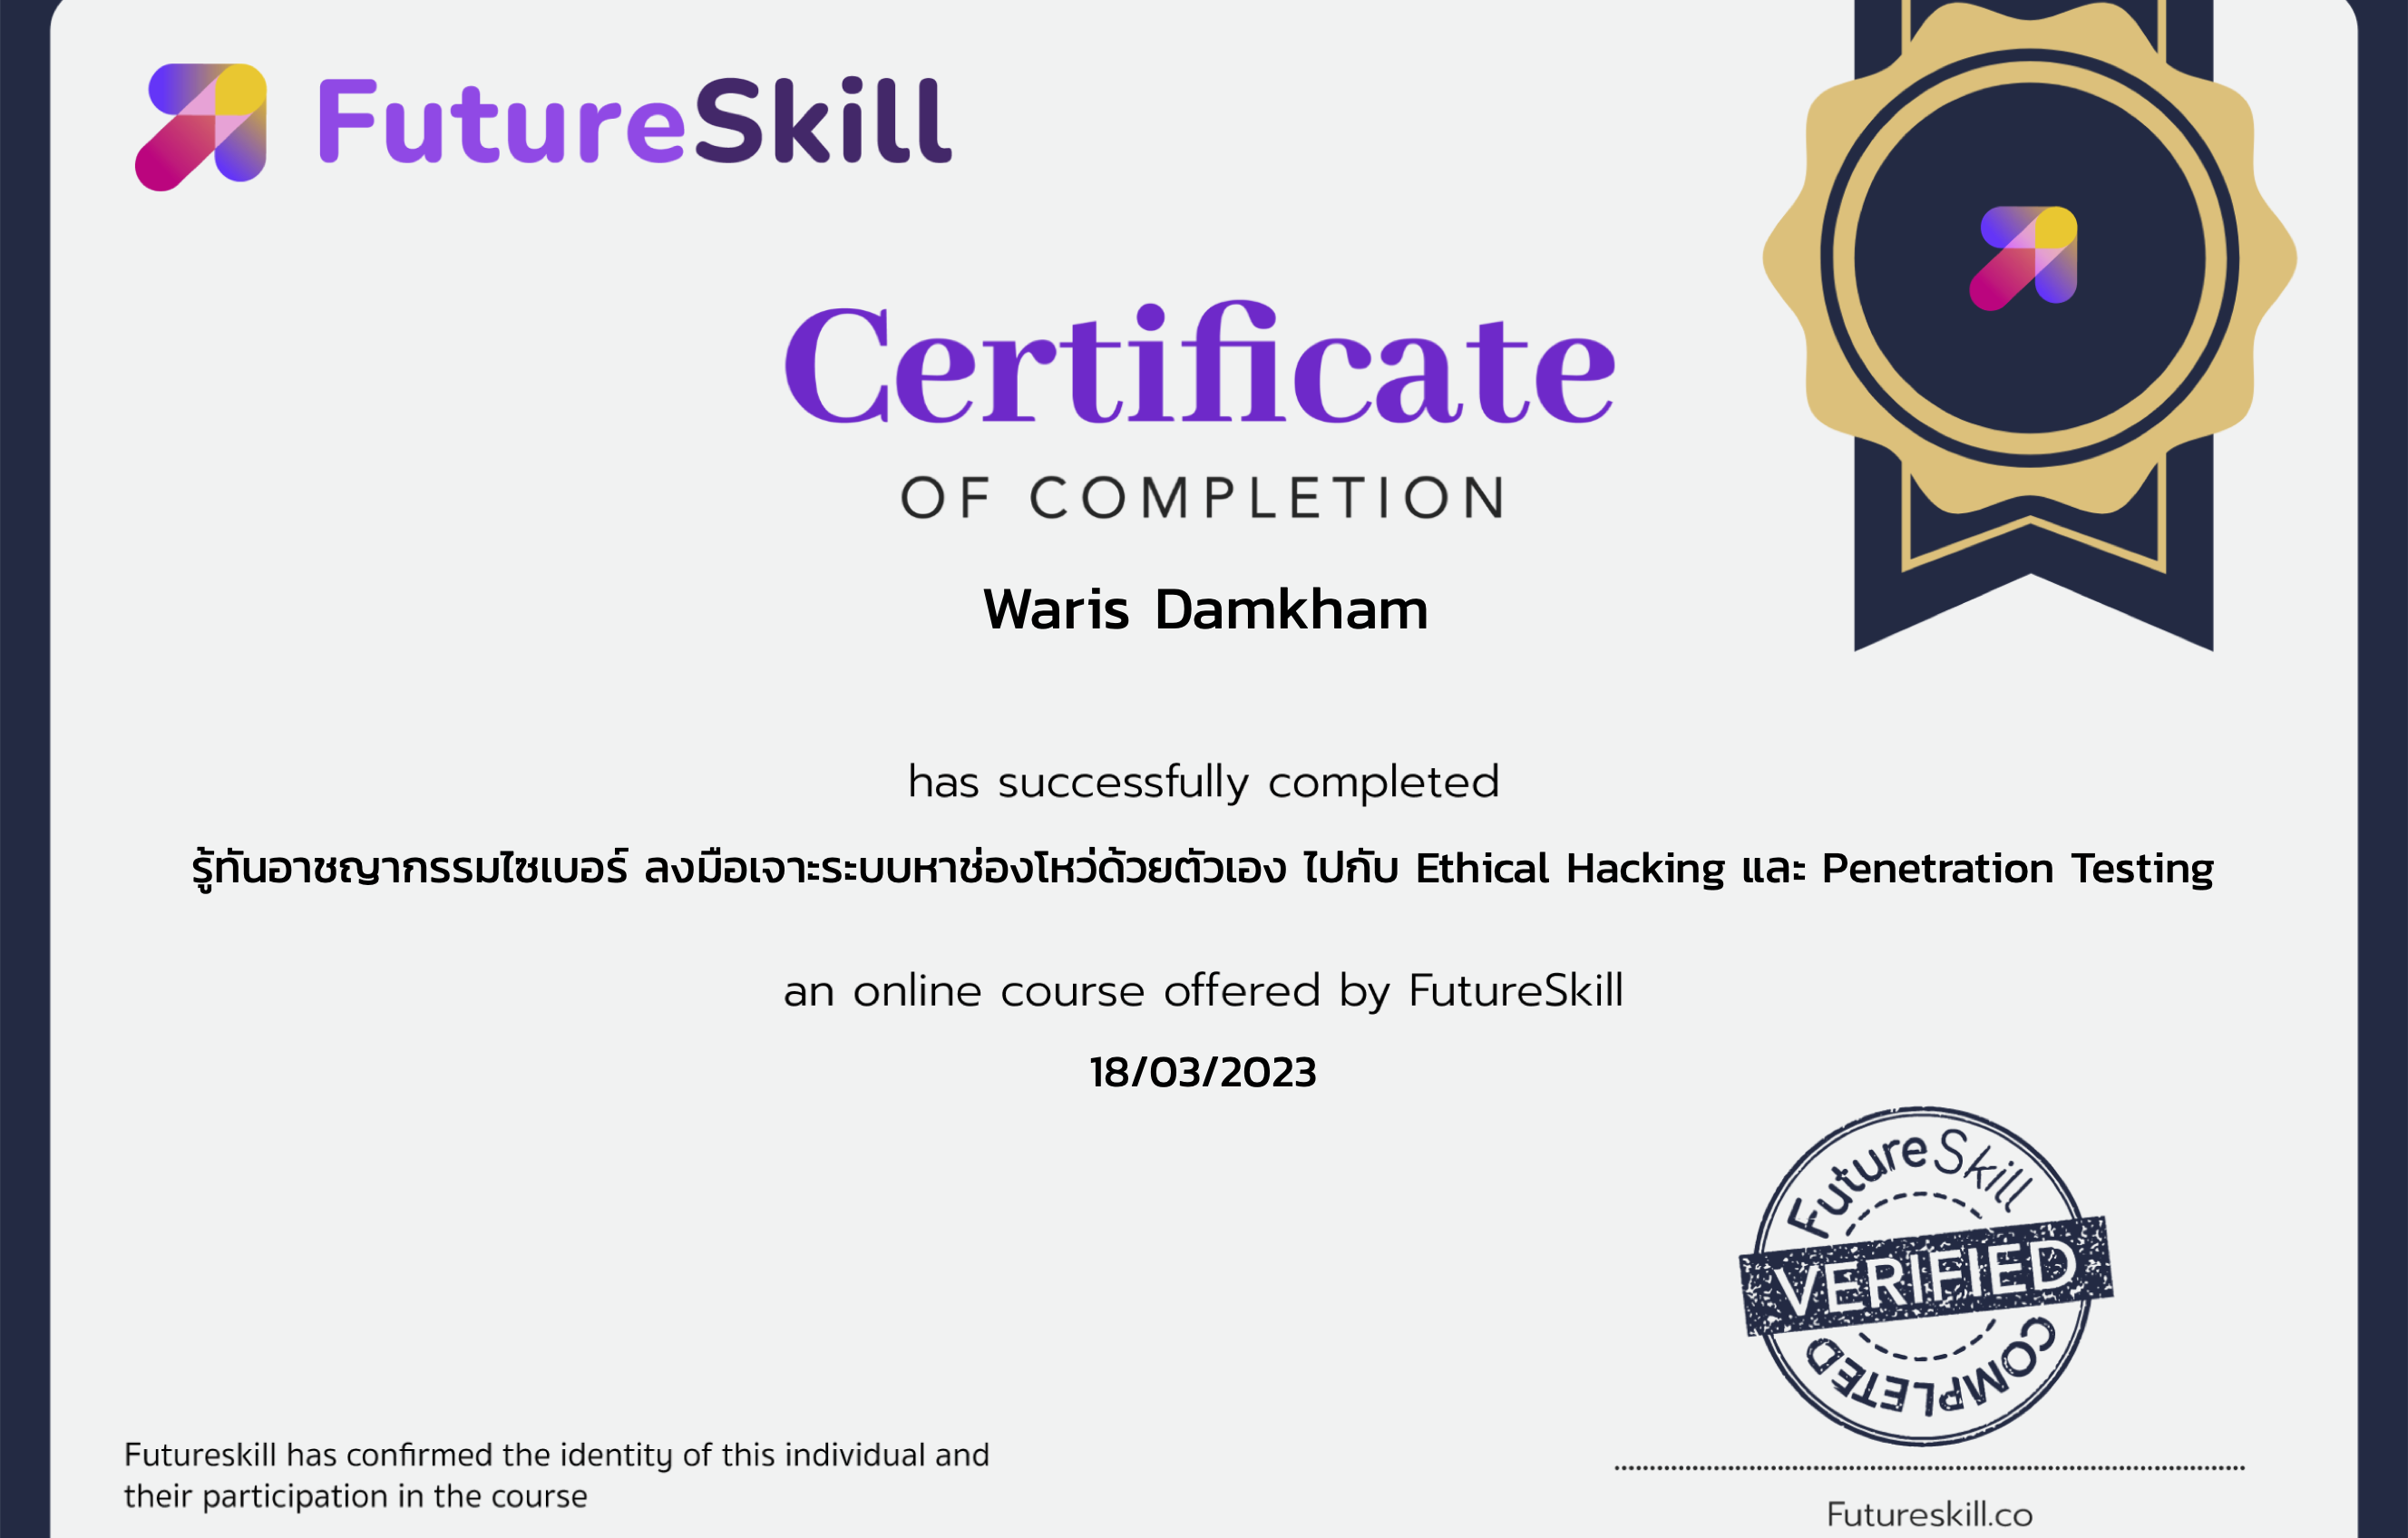 FutureSkill
Certificate
OF COMPLETION
Waris Damkham
has successfully completed
รู้ทันอาชญากรรมไซเบอร์ ลงมือเจาะระบบหาช่องโหว่ด้วยตัวเอง ไปกับ Ethical Hacking และ Penetration Testing
an online course offered by FutureSkill
18/03/2023
FutureSkill
VERIFIED
COMPLETED
Futureskill has confirmed the identity of this individual and
their participation in the course
Futureskill.co